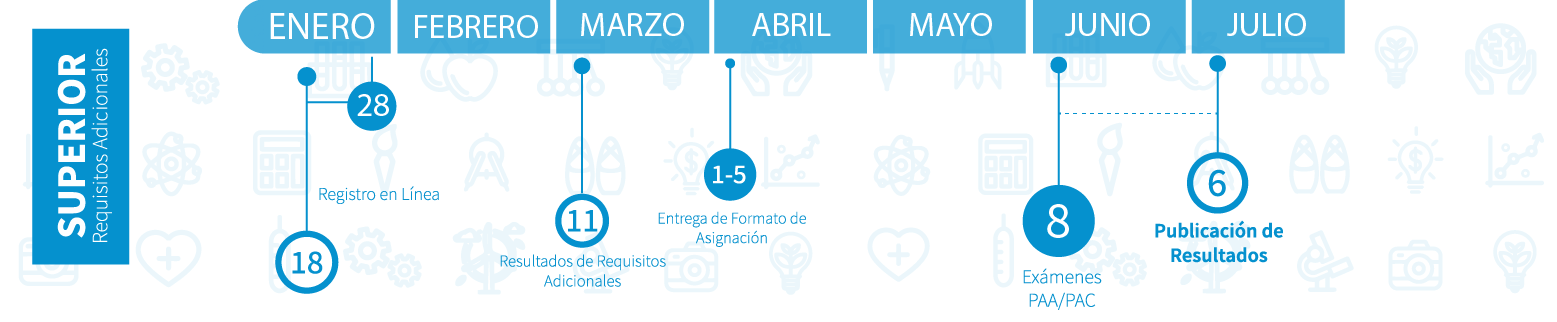 SUPERIOR
Requisitos Adicionales
ENERO
FEBRERO
MARZO
ABRIL
MAYO
JUNIO
JULIO
28
Registro en Línea
18
11
Resultados de Requisitos
Adicionales
1-5
Entrega de Formato de
Asignación
8
Exámenes
PAA/PAC
6
Publicación de
Resultados